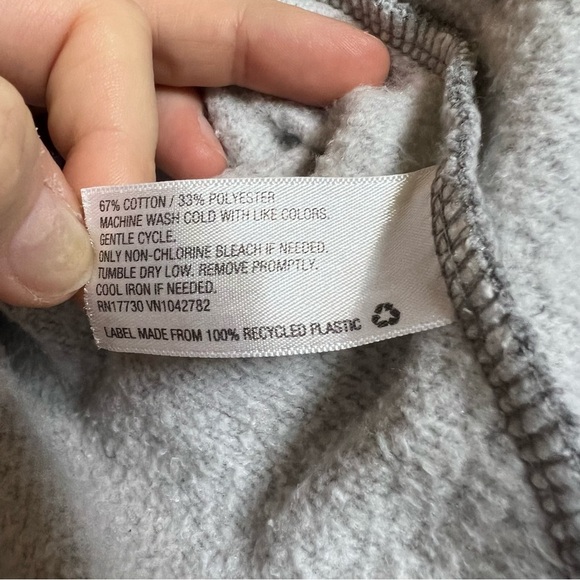 67% COTTON / 33% POLYESTER
MACHINE WASH COLD WITH LIKE COLORS.
GENTLE CYCLE.
ONLY NON-CHLORINE BLEACH IF NEEDED.
TUMBLE DRY LOW. REMOVE PROMPTLY.
COOL IRON IF NEEDED.
RN17730 VN1042782
LABEL MADE FROM 100% RECYCLED PLASTIC